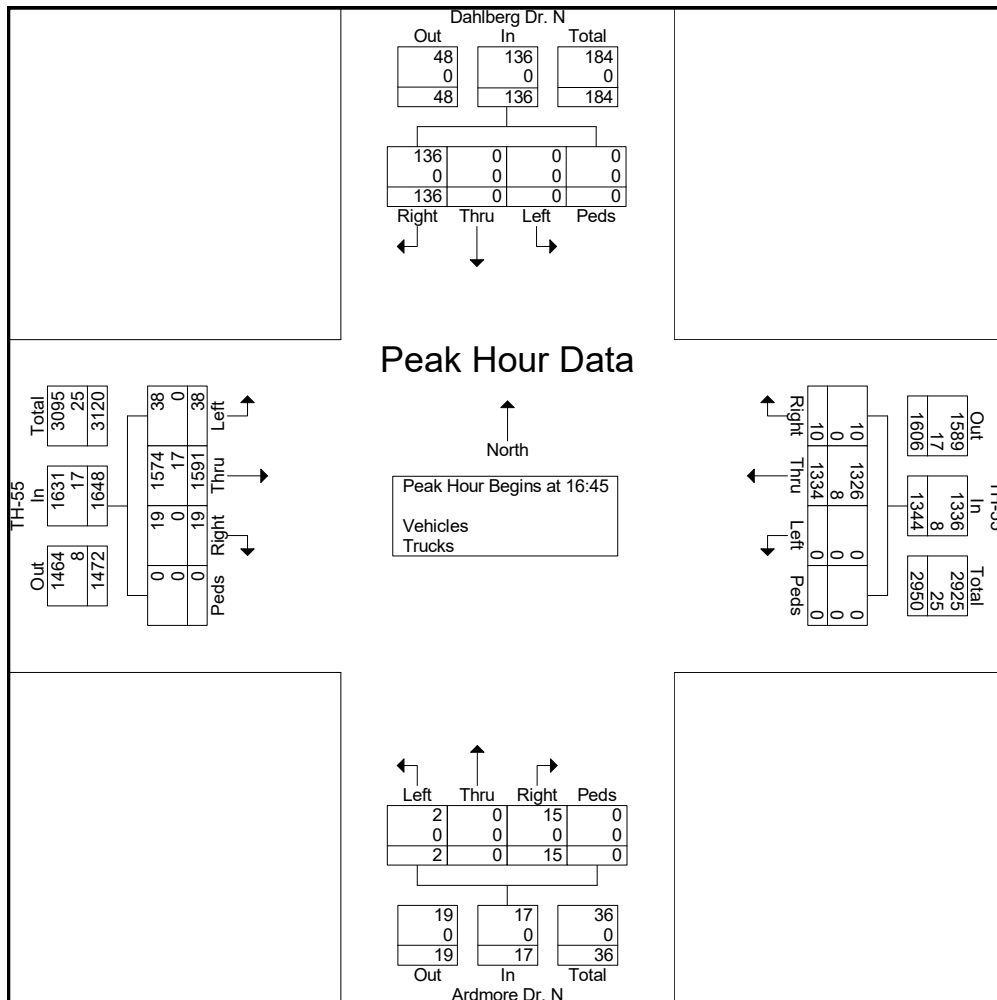 Dahlberg Dr. N
Out In Total
48 136 184
0 0 0
48 136 184
136 0 0 0
0 0 0 0
136 0 0 0
Right Thru Left Peds
Peak Hour Data
North
Peak Hour Begins at 16:45
Vehicles
Trucks
TH-55
Out In Total
1464 1631 3095
8 17 25
1472 1648 3120
38 1574 19 0
0 17 0 0
38 1591 19 0
Left Thru Right Peds
Out In Total
1589 1336 2925
17 8 25
1606 1344 2950
10 1326 0 0
0 8 0 0
10 1334 0 0
Right Thru Left Peds
Left Thru Right Peds
2 0 15 0
0 0 0 0
2 0 15 0
19 17 36
0 0 0
19 17 36
Out In Total
Ardmore Dr. N